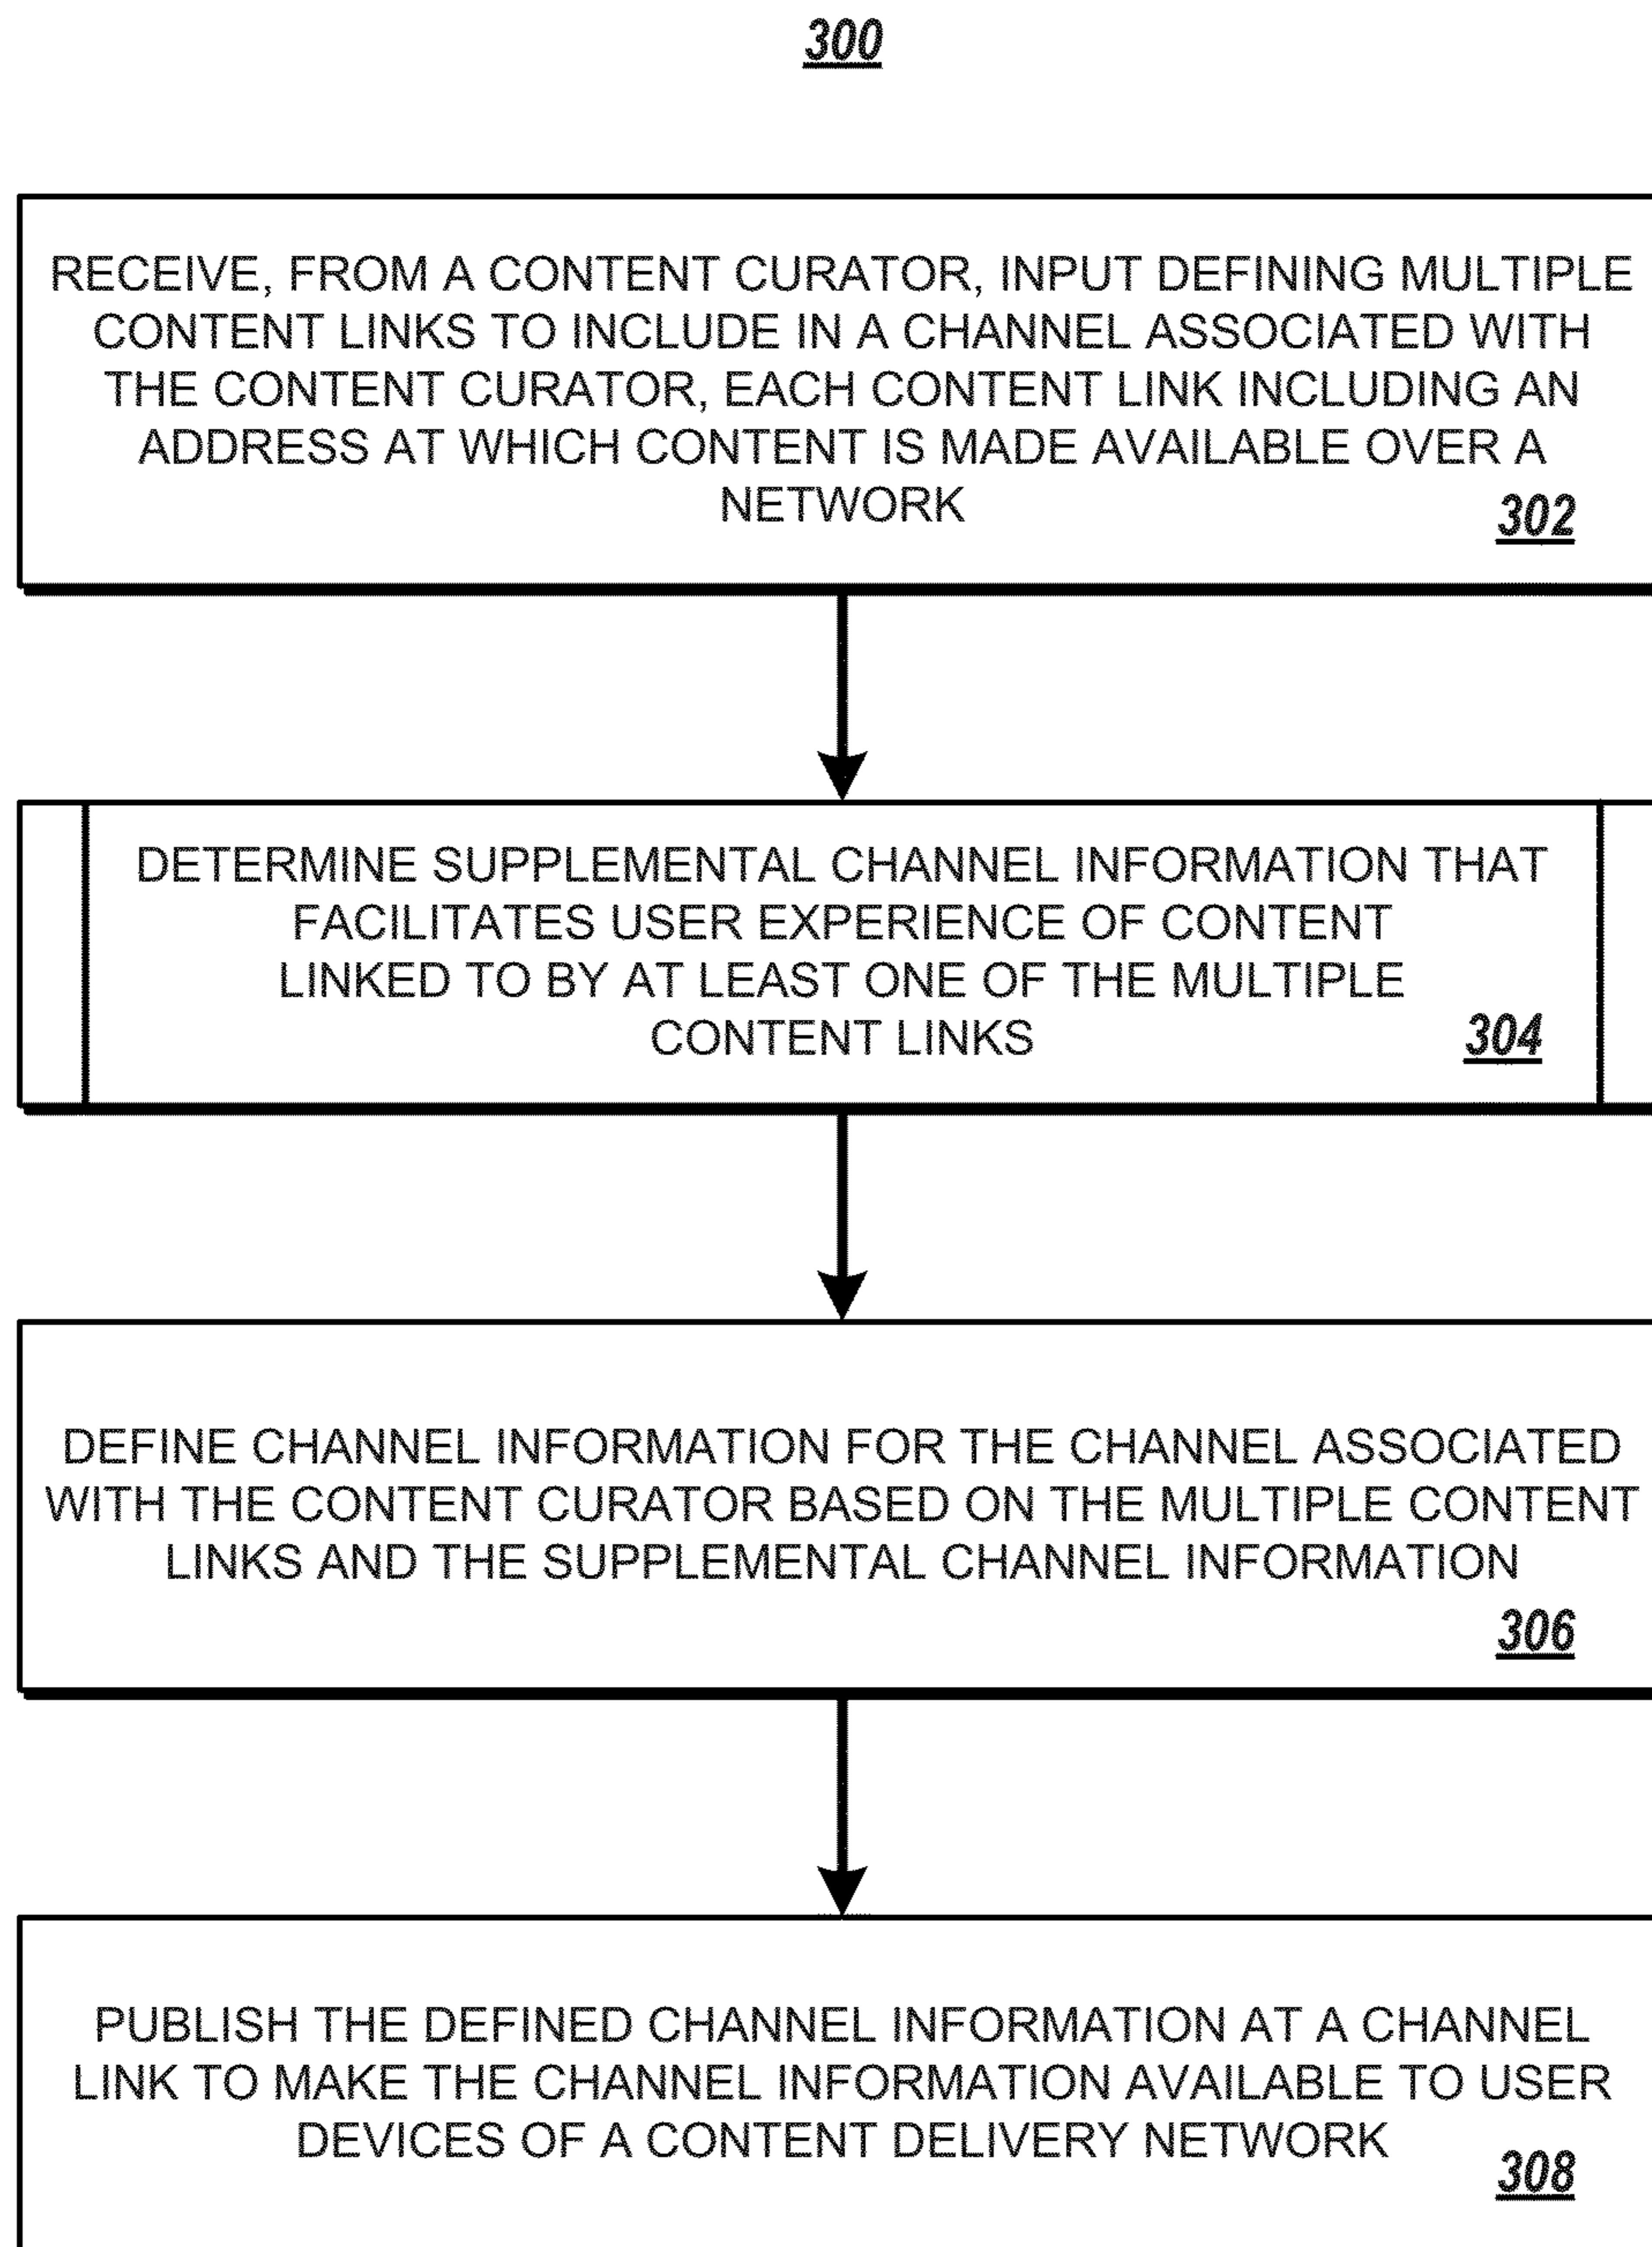 300
RECEIVE, FROM A CONTENT CURATOR, INPUT DEFINING MULTIPLE
CONTENT LINKS TO INCLUDE IN A CHANNEL ASSOCIATED WITH
THE CONTENT CURATOR, EACH CONTENT LINK INCLUDING AN
ADDRESS AT WHICH CONTENT IS MADE AVAILABLE OVER A
NETWORK
302
DETERMINE SUPPLEMENTAL CHANNEL INFORMATION THAT
FACILITATES USER EXPERIENCE OF CONTENT
LINKED TO BY AT LEAST ONE OF THE MULTIPLE
CONTENT LINKS
304
DEFINE CHANNEL INFORMATION FOR THE CHANNEL ASSOCIATED
WITH THE CONTENT CURATOR BASED ON THE MULTIPLE CONTENT
LINKS AND THE SUPPLEMENTAL CHANNEL INFORMATION
306
PUBLISH THE DEFINED CHANNEL INFORMATION AT A CHANNEL
LINK TO MAKE THE CHANNEL INFORMATION AVAILABLE TO USER
DEVICES OF A CONTENT DELIVERY NETWORK
308